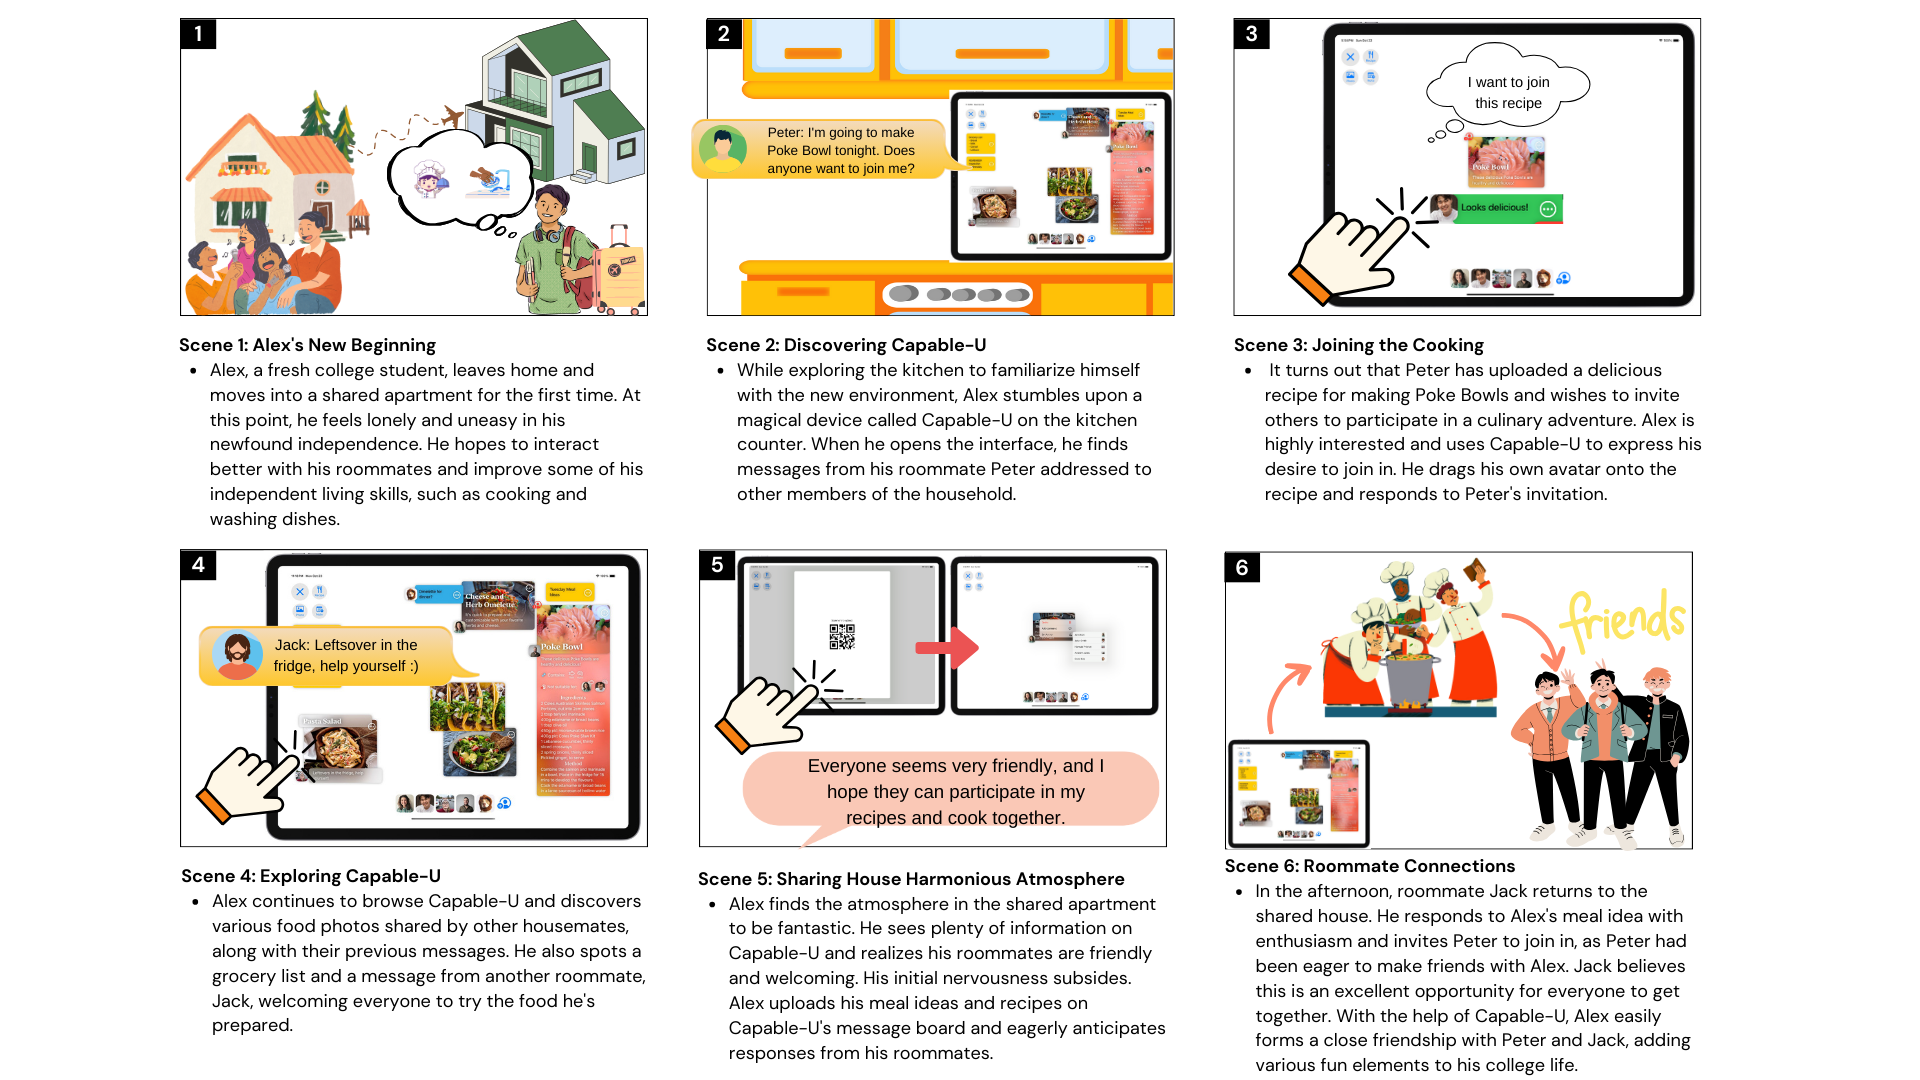 1
Scene 1: Alex's New Beginning
• Alex, a fresh college student, leaves home and
moves into a shared apartment for the first time. At
this point, he feels lonely and uneasy in his
newfound independence. He hopes to interact
better with his roommates and improve some of his
independent living skills, such as cooking and
washing dishes.
2
Peter: I'm going to make
Poke Bowl tonight. Does
anyone want to join me?
Poke Bowl
Scene 2: Discovering Capable-U
• While exploring the kitchen to familiarize himself
with the new environment, Alex stumbles upon a
magical device called Capable-U on the kitchen
counter. When he opens the interface, he finds
messages from his roommate Peter addressed to
other members of the household.
3
I want to join
this recipe
Poke Bowl
Looks delicious!
Scene 3: Joining the Cooking
• It turns out that Peter has uploaded a delicious
recipe for making Poke Bowls and wishes to invite
others to participate in a culinary adventure. Alex is
highly interested and uses Capable-U to express his
desire to join in. He drags his own avatar onto the
recipe and responds to Peter's invitation.
4
Cheese and
Herb Omelette
Tuesday Meal
Ideas
Jack: Leftover in the
fridge, help yourself :)
Poke Bowl
Pasta Salad
Ingredients
Method
Scene 4: Exploring Capable-U
• Alex continues to browse Capable-U and discovers
various food photos shared by other housemates,
along with their previous messages. He also spots a
grocery list and a message from another roommate,
Jack, welcoming everyone to try the food he's
prepared.
5
Everyone seems very friendly, and I
hope they can participate in my
recipes and cook together.
Scene 5: Sharing House Harmonious Atmosphere
• Alex finds the atmosphere in the shared apartment
to be fantastic. He sees plenty of information on
Capable-U and realizes his roommates are friendly
and welcoming. His initial nervousness subsides.
Alex uploads his meal ideas and recipes on
Capable-U's message board and eagerly anticipates
responses from his roommates.
6
friends
Scene 6: Roommate Connections
• In the afternoon, roommate Jack returns to the
shared house. He responds to Alex's meal idea with
enthusiasm and invites Peter to join in, as Peter had
been eager to make friends with Alex. Jack believes
this is an excellent opportunity for everyone to get
together. With the help of Capable-U, Alex easily
forms a close friendship with Peter and Jack, adding
various fun elements to his college life.